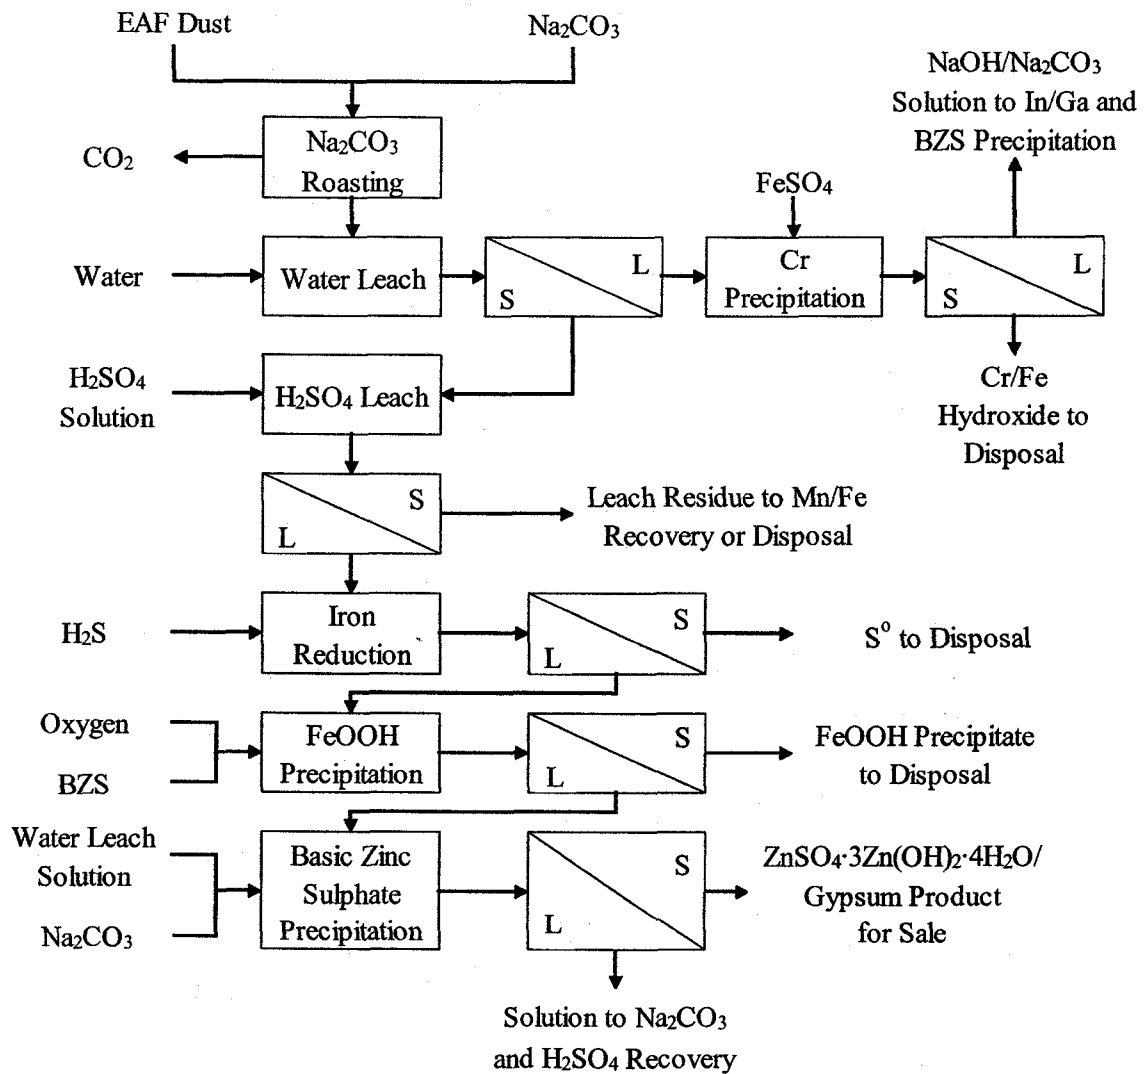 EAF Dust
Na₂CO₃
NaOH/Na₂CO₃
Solution to In/Ga and
BZS Precipitation
CO₂
Na₂CO₃
Roasting
FeSO₄
Water
Water Leach
S
L
Cr
Precipitation
S
L
H₂SO₄
Solution
H₂SO₄ Leach
Cr/Fe
Hydroxide to
Disposal
L
S
Leach Residue to Mn/Fe
Recovery or Disposal
H₂S
Iron
Reduction
L
S
S° to Disposal
Oxygen
BZS
FeOOH
Precipitation
L
S
FeOOH Precipitate
to Disposal
Water Leach
Solution
Na₂CO₃
Basic Zinc
Sulphate
Precipitation
L
S
ZnSO₄·3Zn(OH)₂·4H₂O/
Gypsum Product
for Sale
Solution to Na₂CO₃
and H₂SO₄ Recovery